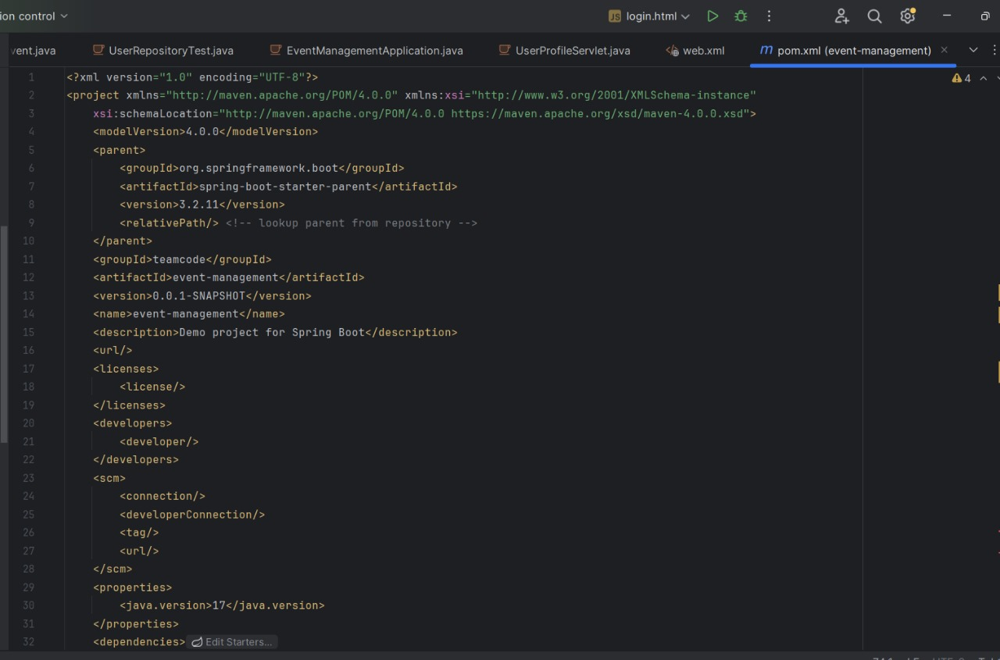 ion control
JS login.html
vent.java
UserRepositoryTest.java
EventManagementApplication.java
UserProfileServlet.java
web.xml
m pom.xml (event-management)
4
1 <?xml version="1.0" encoding="UTF-8"?>
2 <project xmlns="http://maven.apache.org/POM/4.0.0" xmlns:xsi="http://www.w3.org/2001/XMLSchema-instance"
3 xsi:schemaLocation="http://maven.apache.org/POM/4.0.0 https://maven.apache.org/xsd/maven-4.0.0.xsd">
4 <modelVersion>4.0.0</modelVersion>
5 <parent>
6 <groupId>org.springframework.boot</groupId>
7 <artifactId>spring-boot-starter-parent</artifactId>
8 <version>3.2.11</version>
9 <relativePath/> <!-- lookup parent from repository -->
10 </parent>
11 <groupId>teamcode</groupId>
12 <artifactId>event-management</artifactId>
13 <version>0.0.1-SNAPSHOT</version>
14 <name>event-management</name>
15 <description>Demo project for Spring Boot</description>
16 <url/>
17 <licenses>
18 <license/>
19 </licenses>
20 <developers>
21 <developer/>
22 </developers>
23 <scm>
24 <connection/>
25 <developerConnection/>
26 <tag/>
27 <url/>
28 </scm>
29 <properties>
30 <java.version>17</java.version>
31 </properties>
32 <dependencies> Edit Starters...